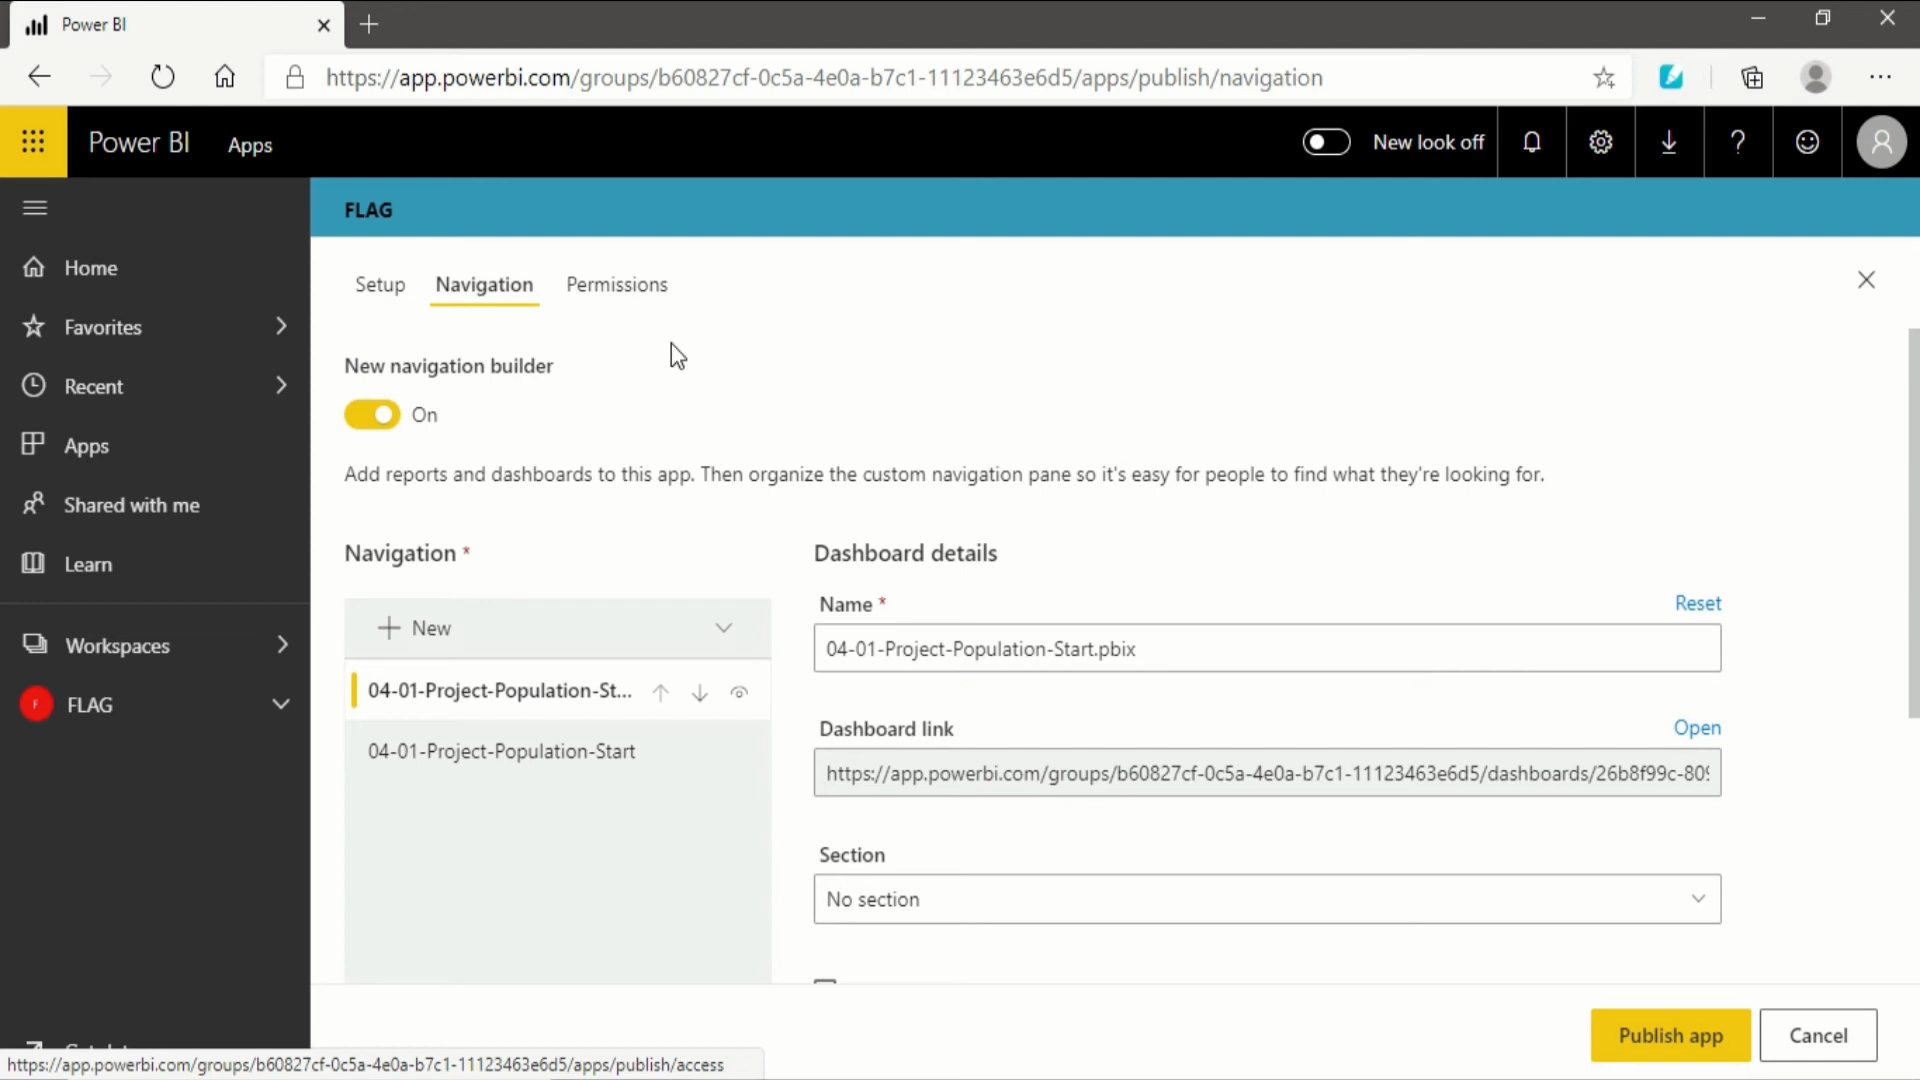 Power BI
https://app.powerbi.com/groups/b60827cf-0c5a-4e0a-b7c1-11123463e6d5/apps/publish/navigation
Power BI Apps New look off
FLAG
Home
Favorites
Recent
Apps
Shared with me
Learn
Workspaces
F FLAG
Setup Navigation Permissions
New navigation builder
On
Add reports and dashboards to this app. Then organize the custom navigation pane so it's easy for people to find what they're looking for.
Navigation *
New
04-01-Project-Population-St...
04-01-Project-Population-Start
Dashboard details
Name * Reset
04-01-Project-Population-Start.pbix
Dashboard link Open
https://app.powerbi.com/groups/b60827cf-0c5a-4e0a-b7c1-11123463e6d5/dashboards/26b8f99c-809
Section
No section
Publish app Cancel
https://app.powerbi.com/groups/b60827cf-0c5a-4e0a-b7c1-11123463e6d5/apps/publish/access